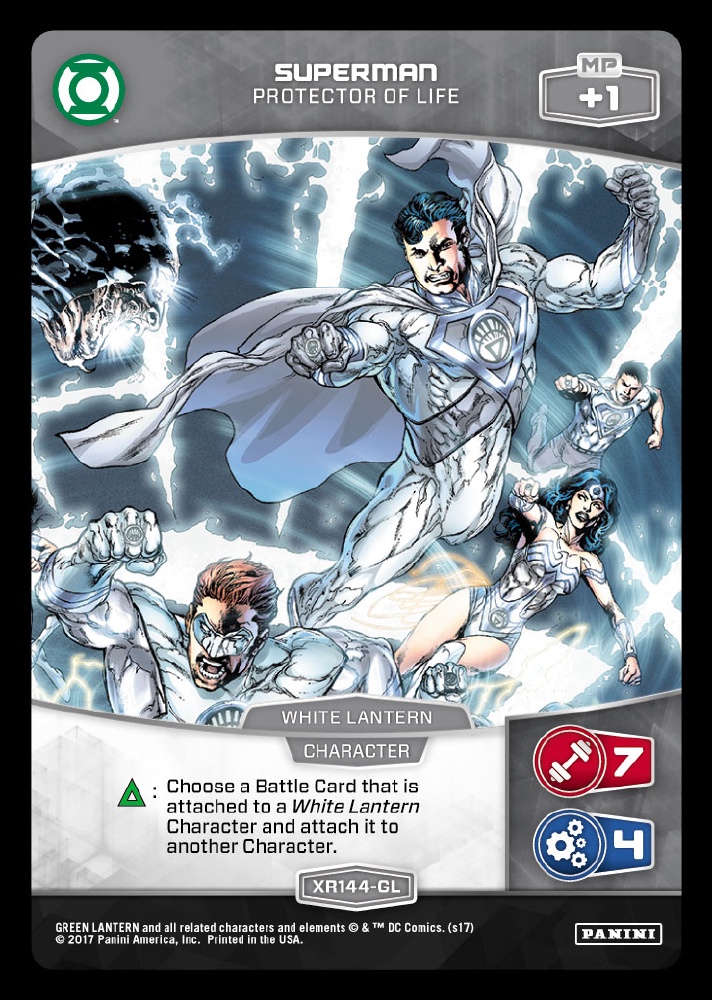 SUPERMAN
PROTECTOR OF LIFE
MP
+1
WHITE LANTERN
CHARACTER
: Choose a Battle Card that is
attached to a White Lantern
Character and attach it to
another Character.
7
4
XR144-GL
GREEN LANTERN and all related characters and elements © & ™ DC Comics. (s17)
© 2017 Panini America, Inc. Printed in the USA.
PANINI